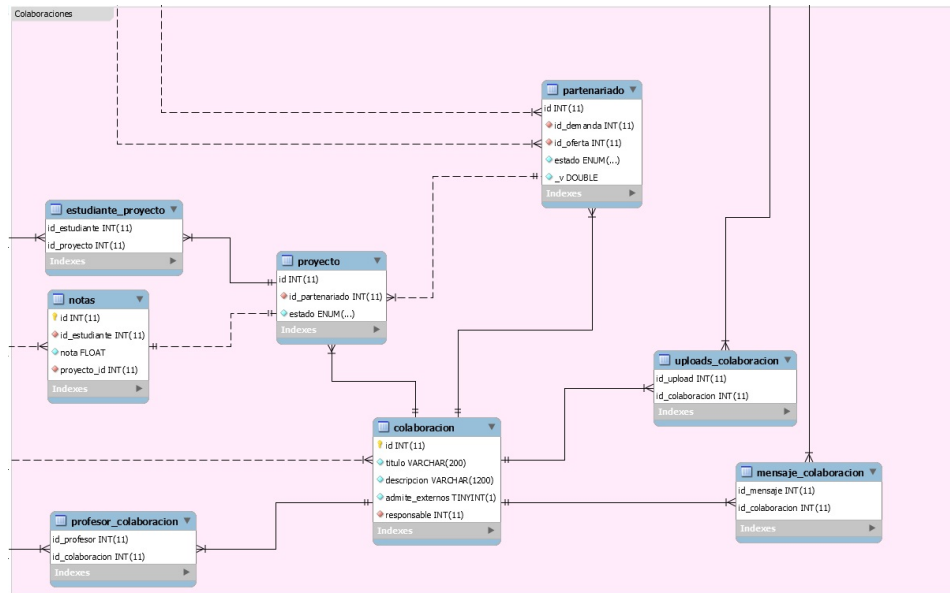 Colaboraciones
partenariado
id INT(11)
id_demanda INT(11)
id_oferta INT(11)
estado ENUM(...)
_v DOUBLE
Indexes
estudiante_proyecto
id_estudiante INT(11)
id_proyecto INT(11)
Indexes
proyecto
id INT(11)
id_partenariado INT(11)
estado ENUM(...)
Indexes
notas
id INT(11)
id_estudiante INT(11)
nota FLOAT
proyecto_id INT(11)
Indexes
uploads_colaboracion
id_upload INT(11)
id_colaboracion INT(11)
Indexes
colaboracion
id INT(11)
titulo VARCHAR(200)
descripcion VARCHAR(1200)
admite_externos TINYINT(1)
responsable INT(11)
Indexes
mensaje_colaboracion
id_mensaje INT(11)
id_colaboracion INT(11)
Indexes
profesor_colaboracion
id_profesor INT(11)
id_colaboracion INT(11)
Indexes